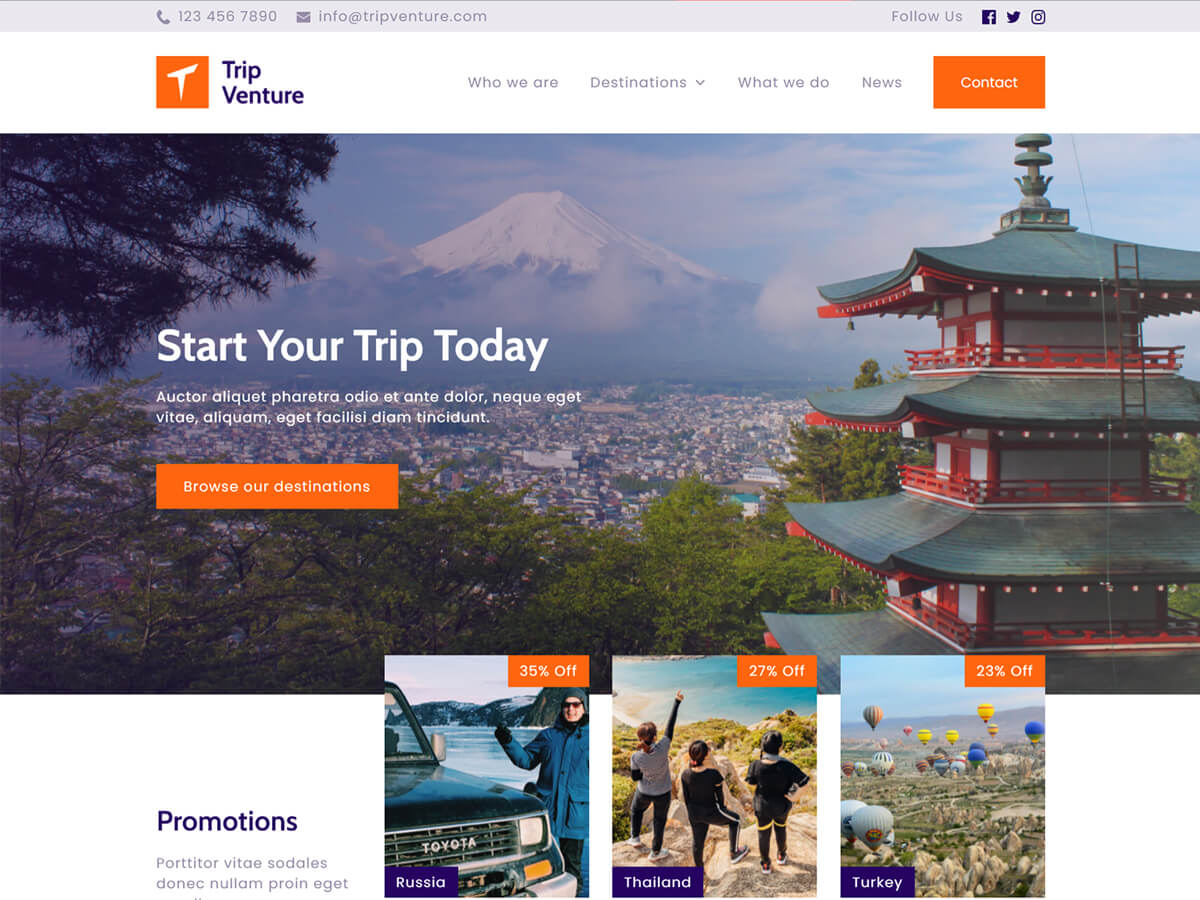 123 456 7890 info@tripventure.com Follow Us
Trip
Venture
Who we are Destinations What we do News Contact
Start Your Trip Today
Auctor aliquet pharetra odio et ante dolor, neque eget
vitae, aliquam, eget facilisi diam tincidunt.
Browse our destinations
35% Off 27% Off 23% Off
Promotions
Porttitor vitae sodales
donec nullam proin eget
TOYOTA
Russia Thailand Turkey